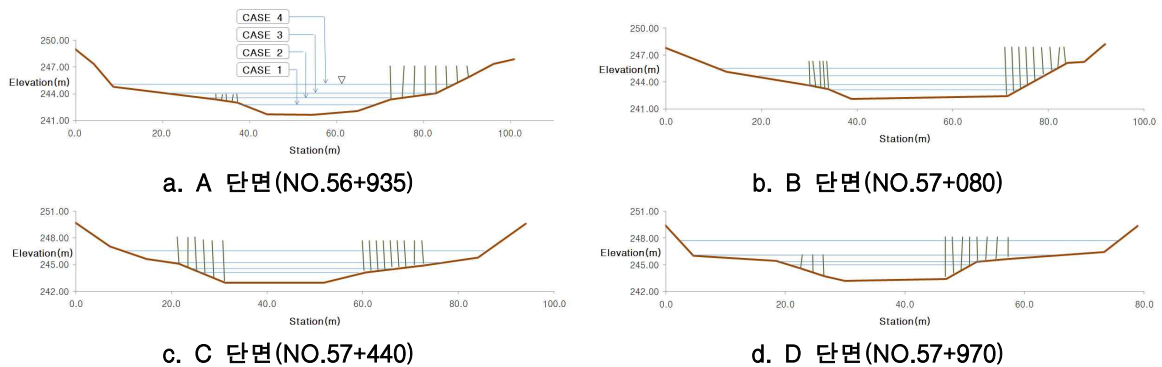 CASE 4
CASE 3
CASE 2
CASE 1
250.00
247.00
Elevation(m)
244.00
241.00
0.0 20.0 40.0 60.0 80.0 100.0
Station(m)
a. A 단면(NO.56+935)
250.00
247.00
Elevation(m)
244.00
241.00
0.0 20.0 40.0 60.0 80.0 100.0
Station(m)
b. B 단면(NO.57+080)
251.00
248.00
Elevation(m)
245.00
242.00
0.0 20.0 40.0 60.0 80.0 100.0
Station(m)
c. C 단면(NO.57+440)
251.00
248.00
Elevation(m)
245.00
242.00
0.0 20.0 40.0 60.0 80.0
Station(m)
d. D 단면(NO.57+970)